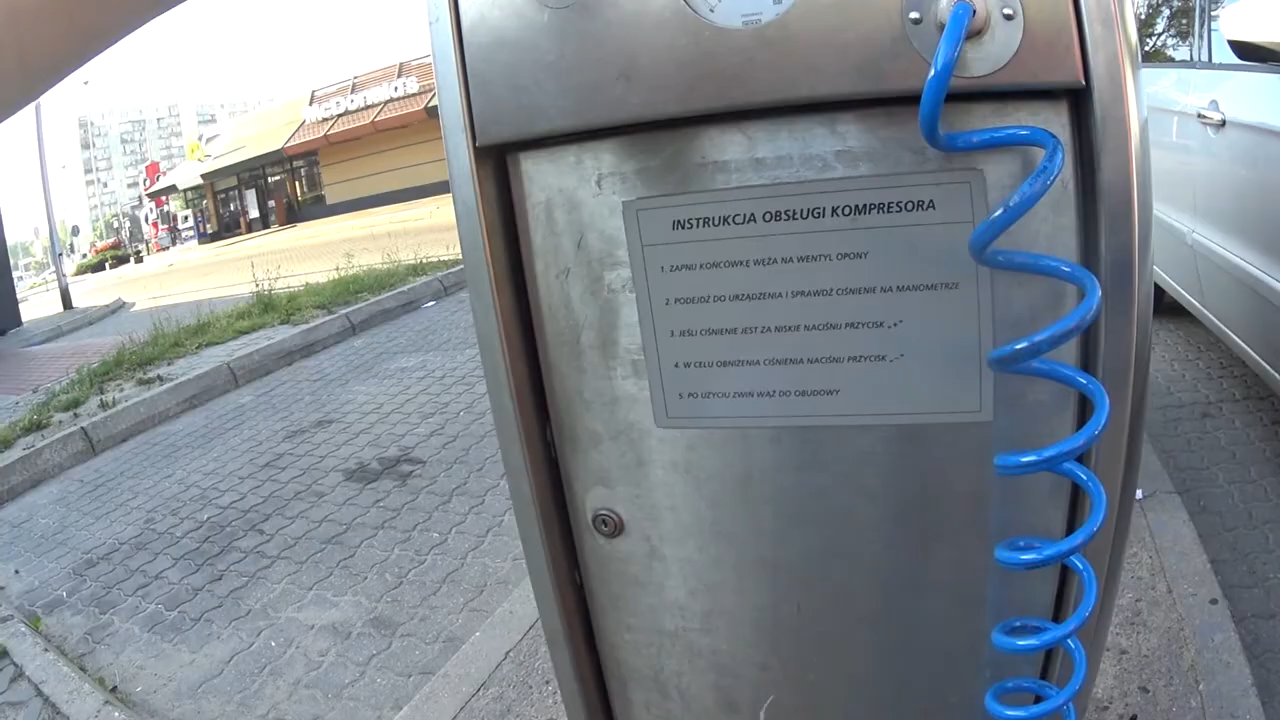 McDonald's
INSTRUKCJA OBSŁUGI KOMPRESORA
1. ZAPNIJ KOŃCÓWKĘ WĘŻA NA WENTYL OPONY
2. PODEJDŹ DO URZĄDZENIA I SPRAWDŹ CIŚNIENIE NA MANOMETRZE
3. JEŚLI CIŚNIENIE JEST ZA NISKIE NACIŚNIJ PRZYCISK „+”
4. W CELU OBNIŻENIA CIŚNIENIA NACIŚNIJ PRZYCISK „−”
5. PO UŻYCIU ZWIŃ WĄŻ DO OBUDOWY